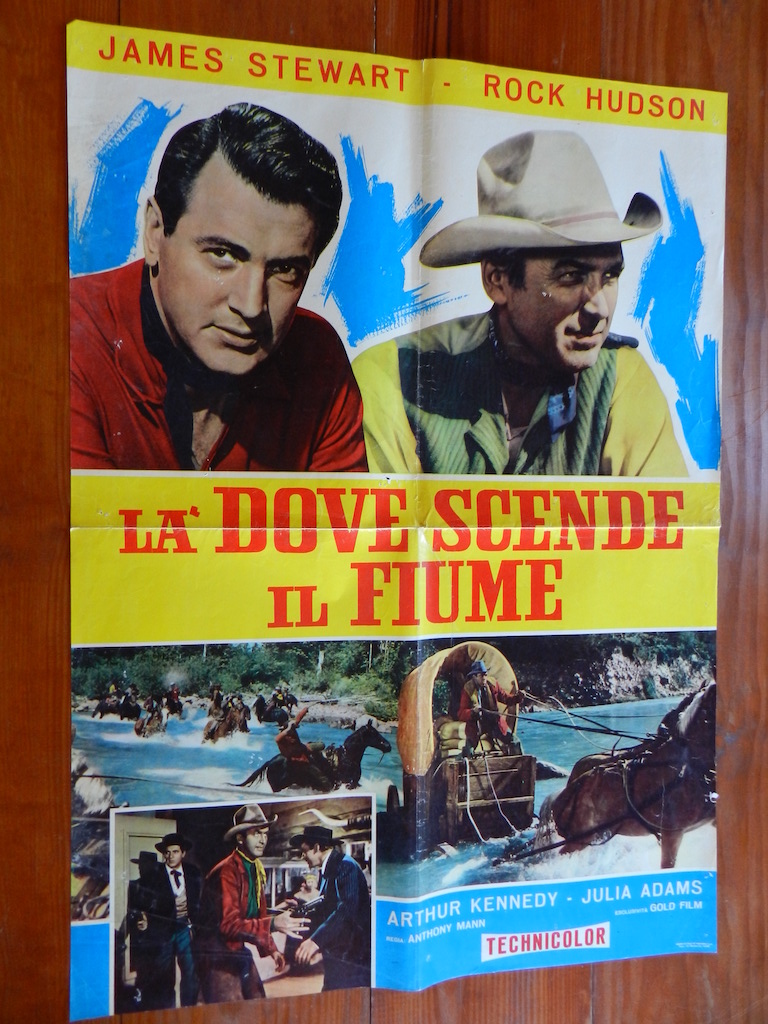 JAMES STEWART - ROCK HUDSON
LA' DOVE SCENDE
IL FIUME
ARTHUR KENNEDY - JULIA ADAMS
REGIA: ANTHONY MANN
ESCLUSIVITÀ GOLD FILM
TECHNICOLOR